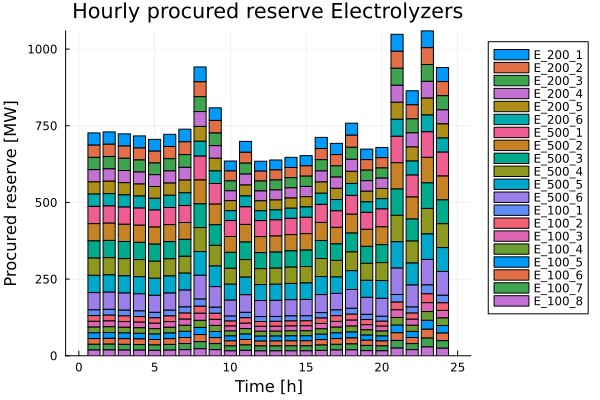 Hourly procured reserve Electrolyzers
Procured reserve [MW]
1000
750
500
250
0
0
5
10
15
20
25
Time [h]
E_200_1
E_200_2
E_200_3
E_200_4
E_200_5
E_200_6
E_500_1
E_500_2
E_500_3
E_500_4
E_500_5
E_500_6
E_100_1
E_100_2
E_100_3
E_100_4
E_100_5
E_100_6
E_100_7
E_100_8